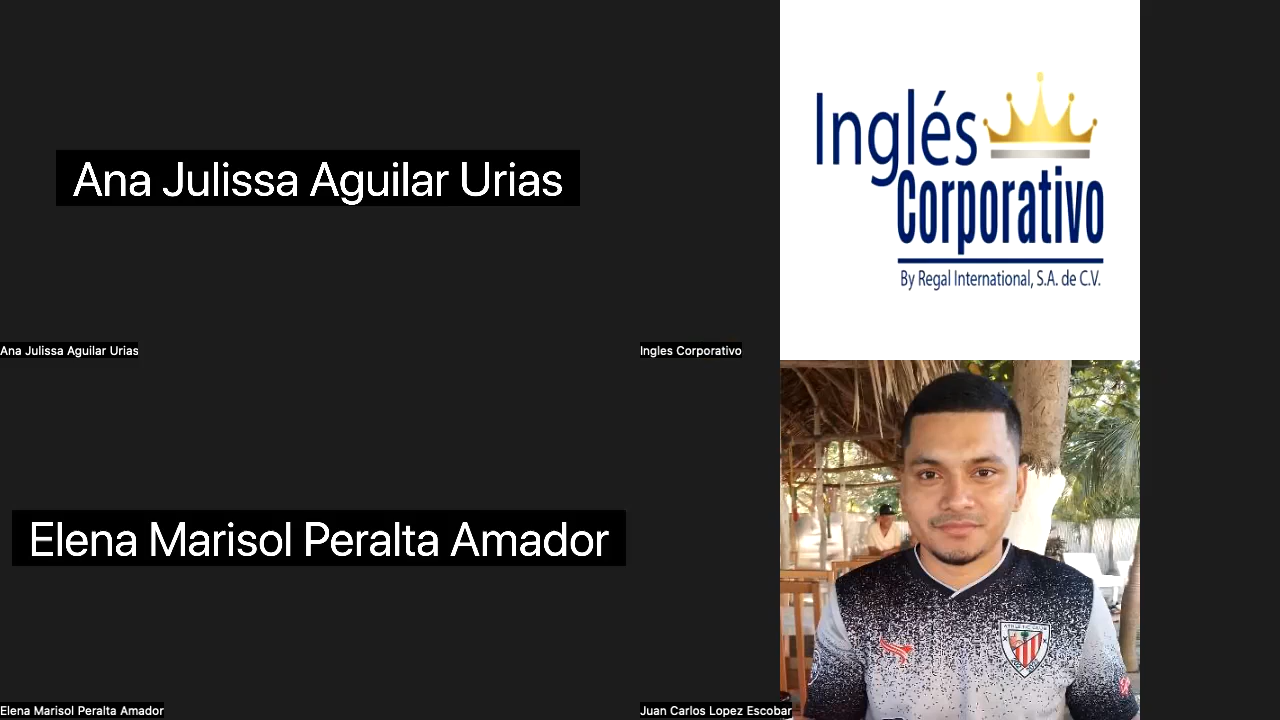 Ana Julissa Aguilar Urias
Ana Julissa Aguilar Urias
Inglés
Corporativo
By Regal International, S.A. de C.V.
Ingles Corporativo
Elena Marisol Peralta Amador
Elena Marisol Peralta Amador
Juan Carlos Lopez Escobar